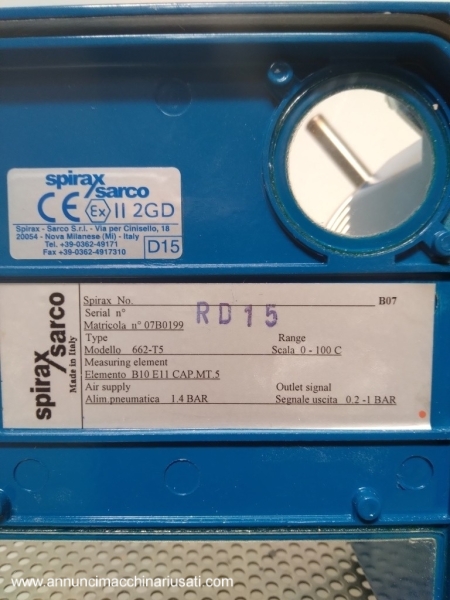 spirax
sarco
CE Ex II 2GD
Spirax - Sarco S.r.l. - Via per Cinisello, 18
20054 - Nova Milanese (Mi) - Italy
Tel. +39-0362-49171
Fax +39-0362-4917310
D15
spirax
sarco
Made in Italy
Spirax No. B07
Serial n°
Matricola n° 07B0199
RD15
Type Range
Modello 662-T5 Scala 0 - 100 C
Measuring element
Elemento B10 E11 CAP.MT.5
Air supply Outlet signal
Alim.pneumatica 1.4 BAR Segnale uscita 0.2 -1 BAR
www.annuncimacchinariusati.com